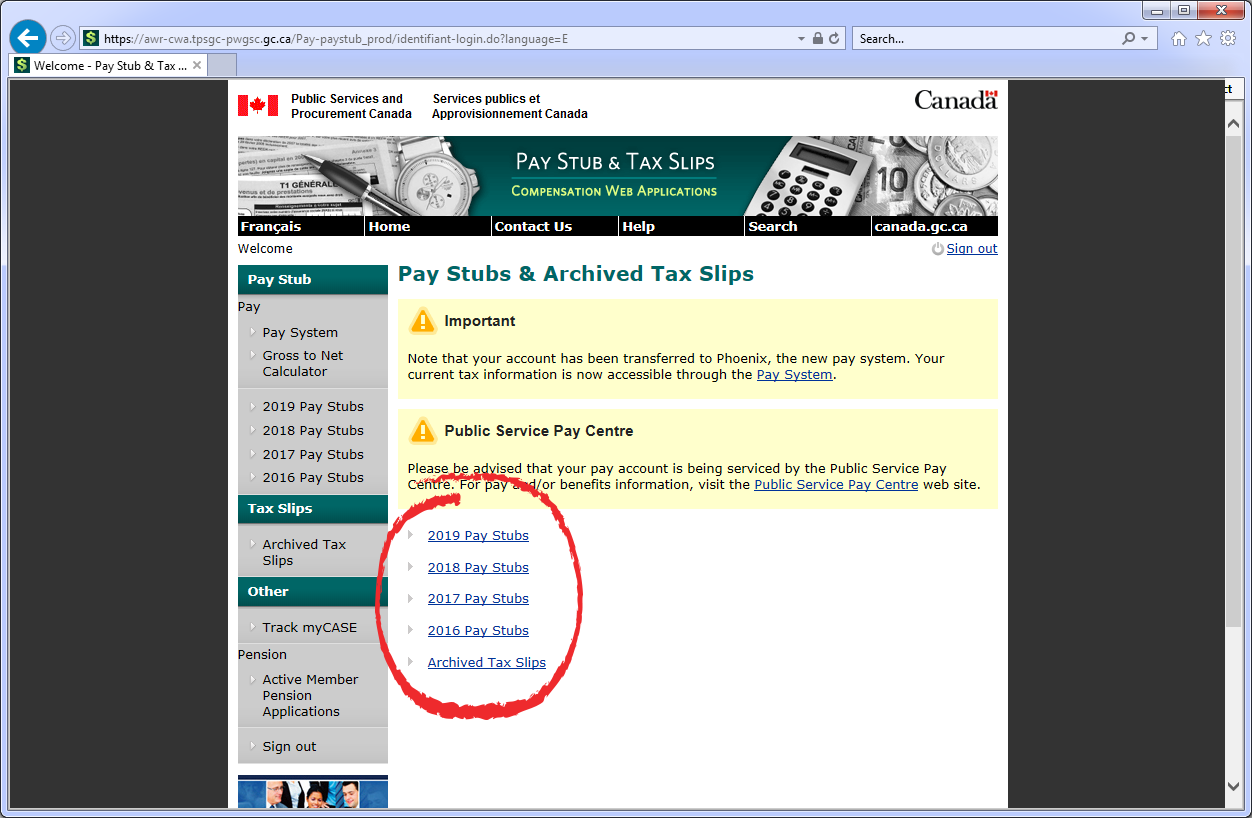 https://awr-cwa.tpsgc-pwgsc.gc.ca/Pay-paystub_prod/identifiant-login.do?language=E
Search...
Welcome - Pay Stub & Tax ...
ct
Public Services and
Procurement Canada
Services publics et
Approvisionnement Canada
Canada
T1 GÉNÉRAL
10
PAY STUB & TAX SLIPS
COMPENSATION WEB APPLICATIONS
Français Home Contact Us Help Search canada.gc.ca
Welcome
Sign out
Pay Stub
Pay
Pay System
Gross to Net
Calculator
2019 Pay Stubs
2018 Pay Stubs
2017 Pay Stubs
2016 Pay Stubs
Tax Slips
Archived Tax
Slips
Other
Track myCASE
Pension
Active Member
Pension
Applications
Sign out
Pay Stubs & Archived Tax Slips
Important
Note that your account has been transferred to Phoenix, the new pay system. Your
current tax information is now accessible through the Pay System.
Public Service Pay Centre
Please be advised that your pay account is being serviced by the Public Service Pay
Centre. For pay and/or benefits information, visit the Public Service Pay Centre web site.
2019 Pay Stubs
2018 Pay Stubs
2017 Pay Stubs
2016 Pay Stubs
Archived Tax Slips